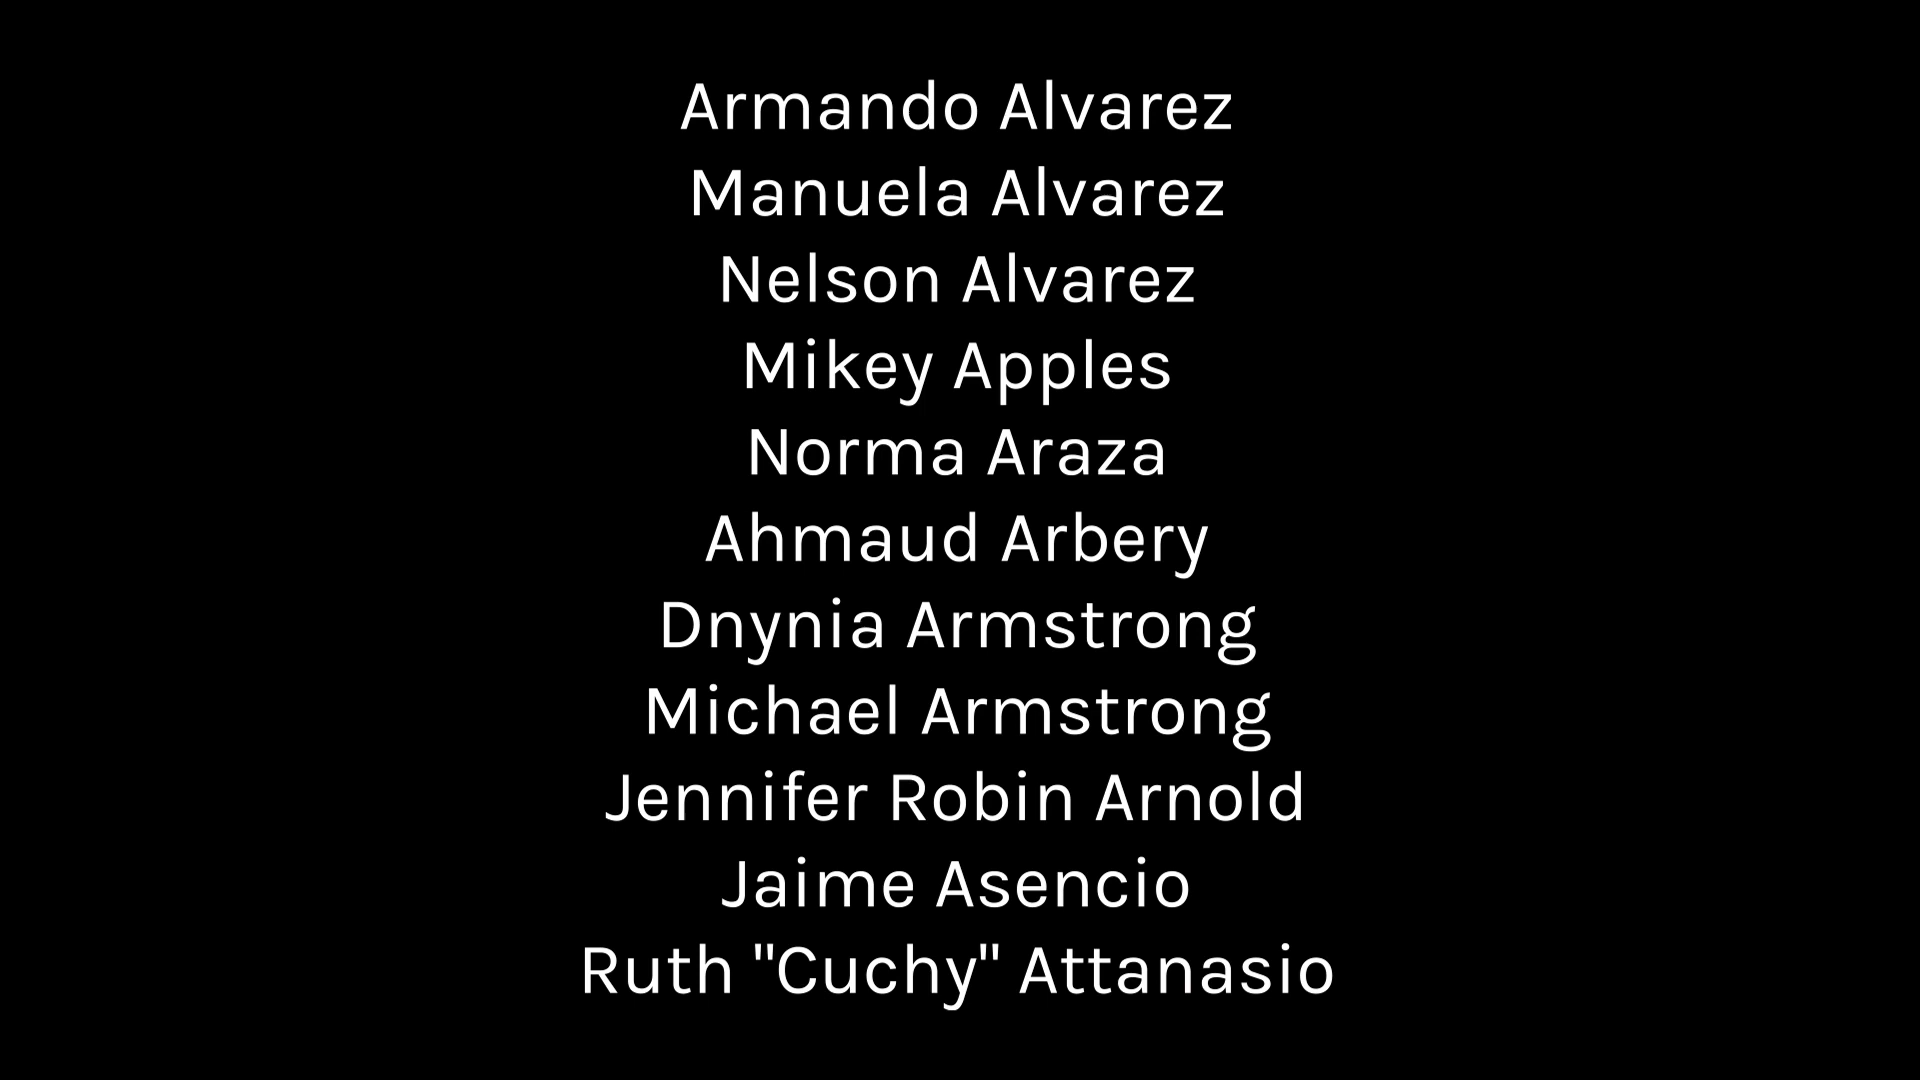 Armando Alvarez
Manuela Alvarez
Nelson Alvarez
Mikey Apples
Norma Araza
Ahmaud Arbery
Dnynia Armstrong
Michael Armstrong
Jennifer Robin Arnold
Jaime Asencio
Ruth "Cuchy" Attanasio